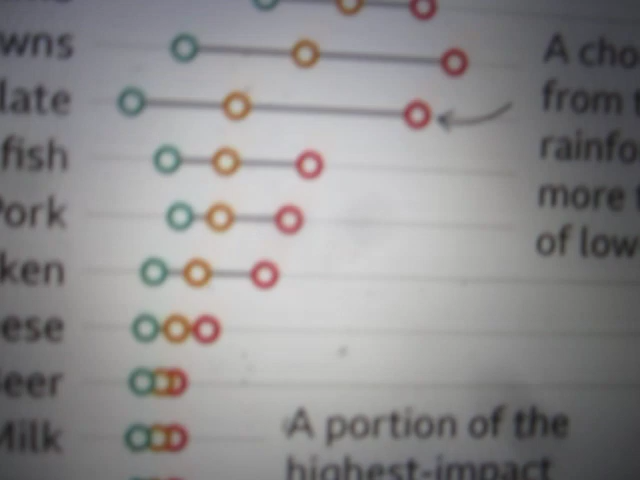 wns
late
fish
Pork
ken
ese
eer
Milk
A cho
from t
rainfo
more
of low
A portion of the
highest-impact